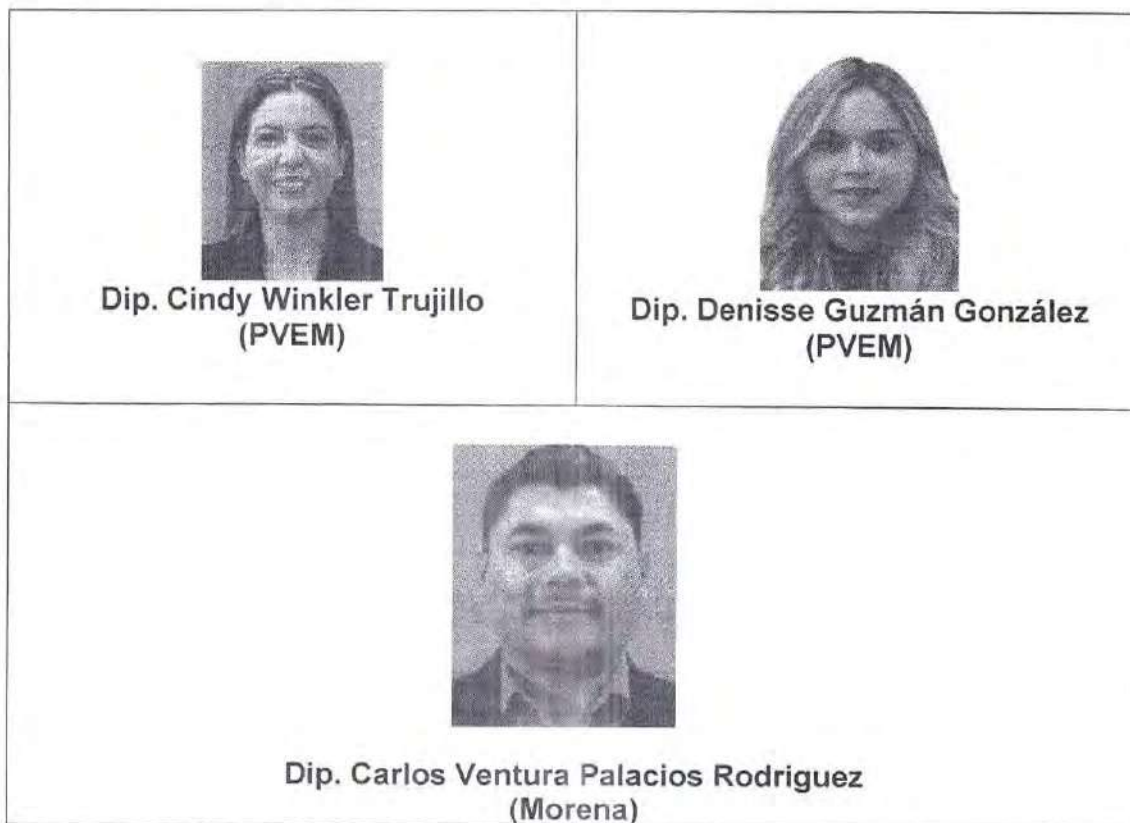 Dip. Cindy Winkler Trujillo
(PVEM)
Dip. Denisse Guzmán González
(PVEM)
Dip. Carlos Ventura Palacios Rodriguez
(Morena)